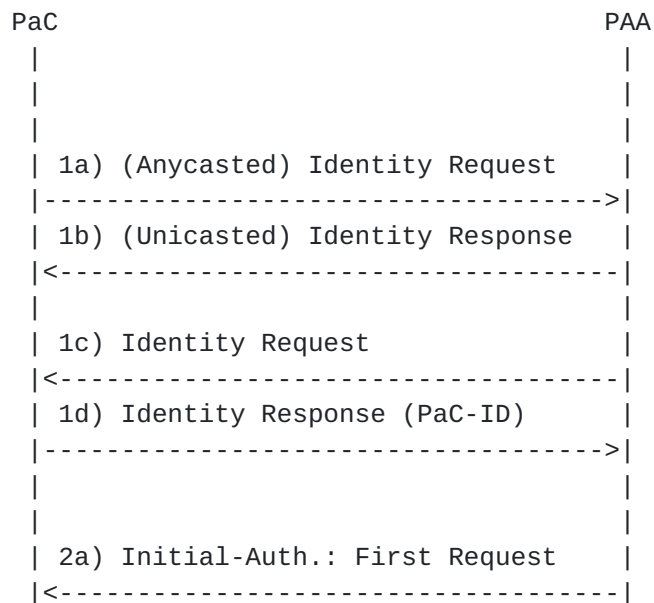 PaC PAA
1a) (Anycasted) Identity Request
1b) (Unicasted) Identity Response
1c) Identity Request
1d) Identity Response (PaC-ID)
2a) Initial-Auth.: First Request